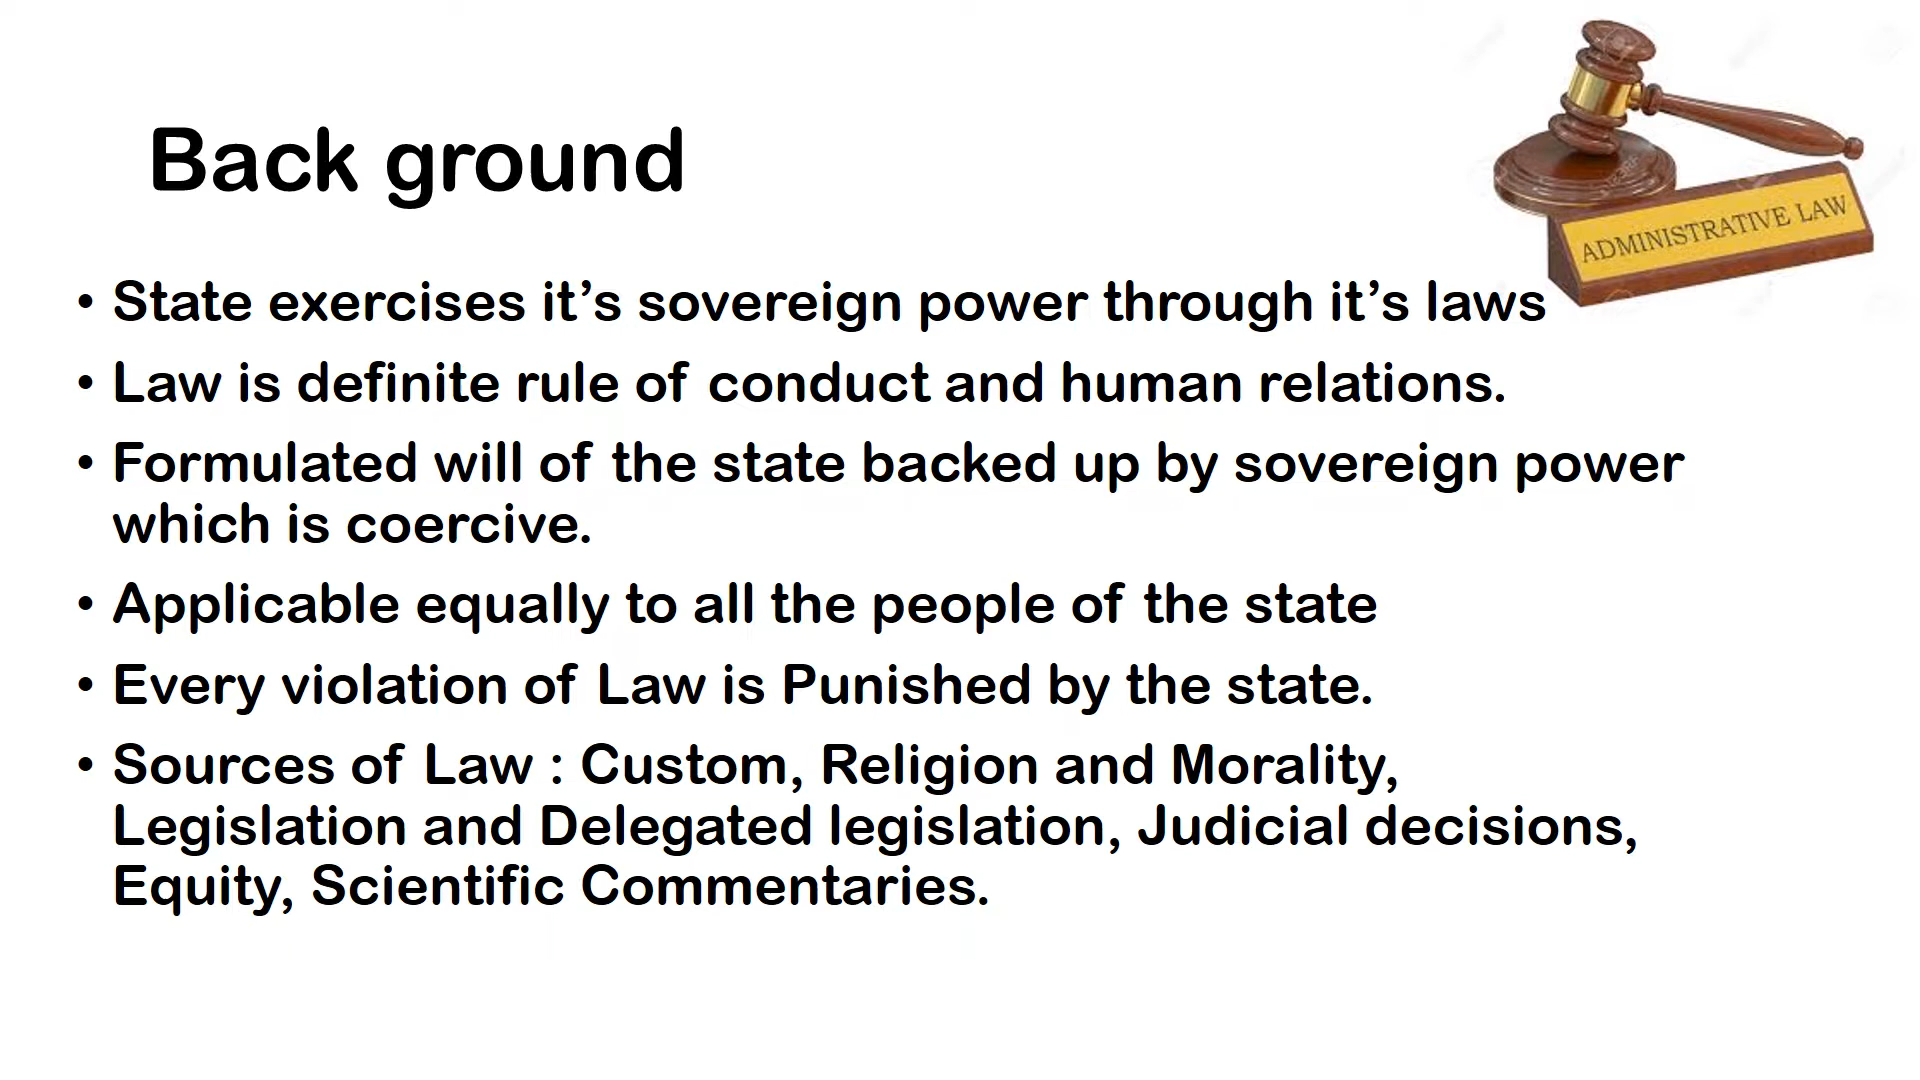 Back ground
ADMINISTRATIVE LAW
• State exercises it’s sovereign power through it’s laws
• Law is definite rule of conduct and human relations.
• Formulated will of the state backed up by sovereign power
which is coercive.
• Applicable equally to all the people of the state
• Every violation of Law is Punished by the state.
• Sources of Law : Custom, Religion and Morality,
Legislation and Delegated legislation, Judicial decisions,
Equity, Scientific Commentaries.